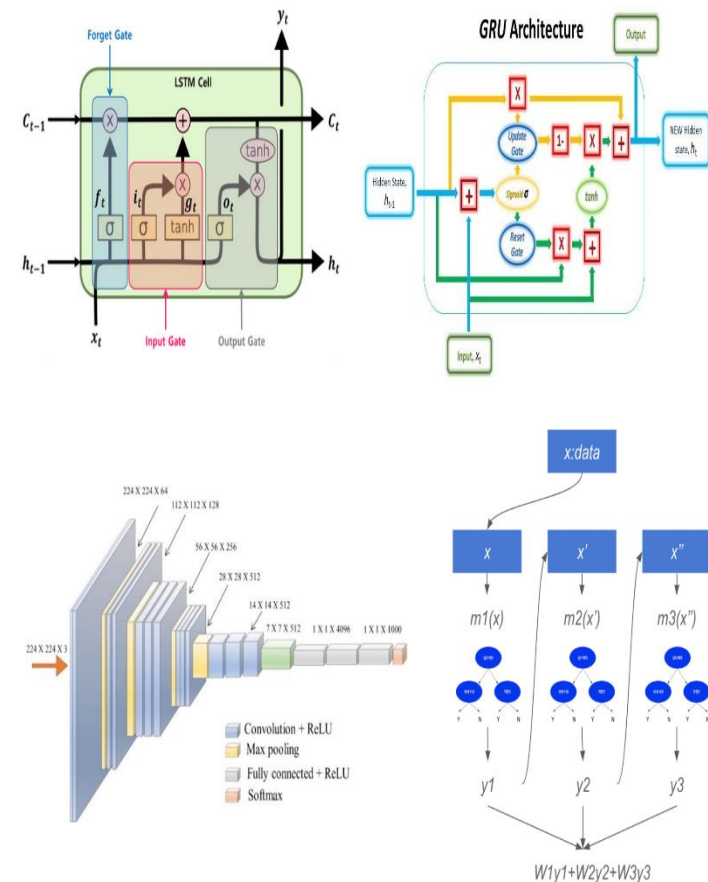 Forget Gate
y_t
LSTM Cell
C_{t-1}
C_t
×
+
tanh
×
f_t
i_t
×
g_t
o_t
σ
σ
tanh
σ
h_{t-1}
h_t
x_t
Input Gate
Output Gate
GRU Architecture
Output
X
Update
Gate
1-
X
+
NEW Hidden
state, h_t
Hidden State,
h_{t-1}
+
Sigmoid σ
tanh
Reset
Gate
X
+
Input, x_t
224 X 224 X 64
112 X 112 X 128
56 X 56 X 256
28 X 28 X 512
14 X 14 X 512
7 X 7 X 512
1 X 1 X 4096
1 X 1 X 1000
224 X 224 X 3
Convolution + ReLU
Max pooling
Fully connected + ReLU
Softmax
x:data
x
x'
x"
m1(x)
m2(x')
m3(x")
Y N Y N
Y N Y N
Y N Y N
y1
y2
y3
W1y1+W2y2+W3y3